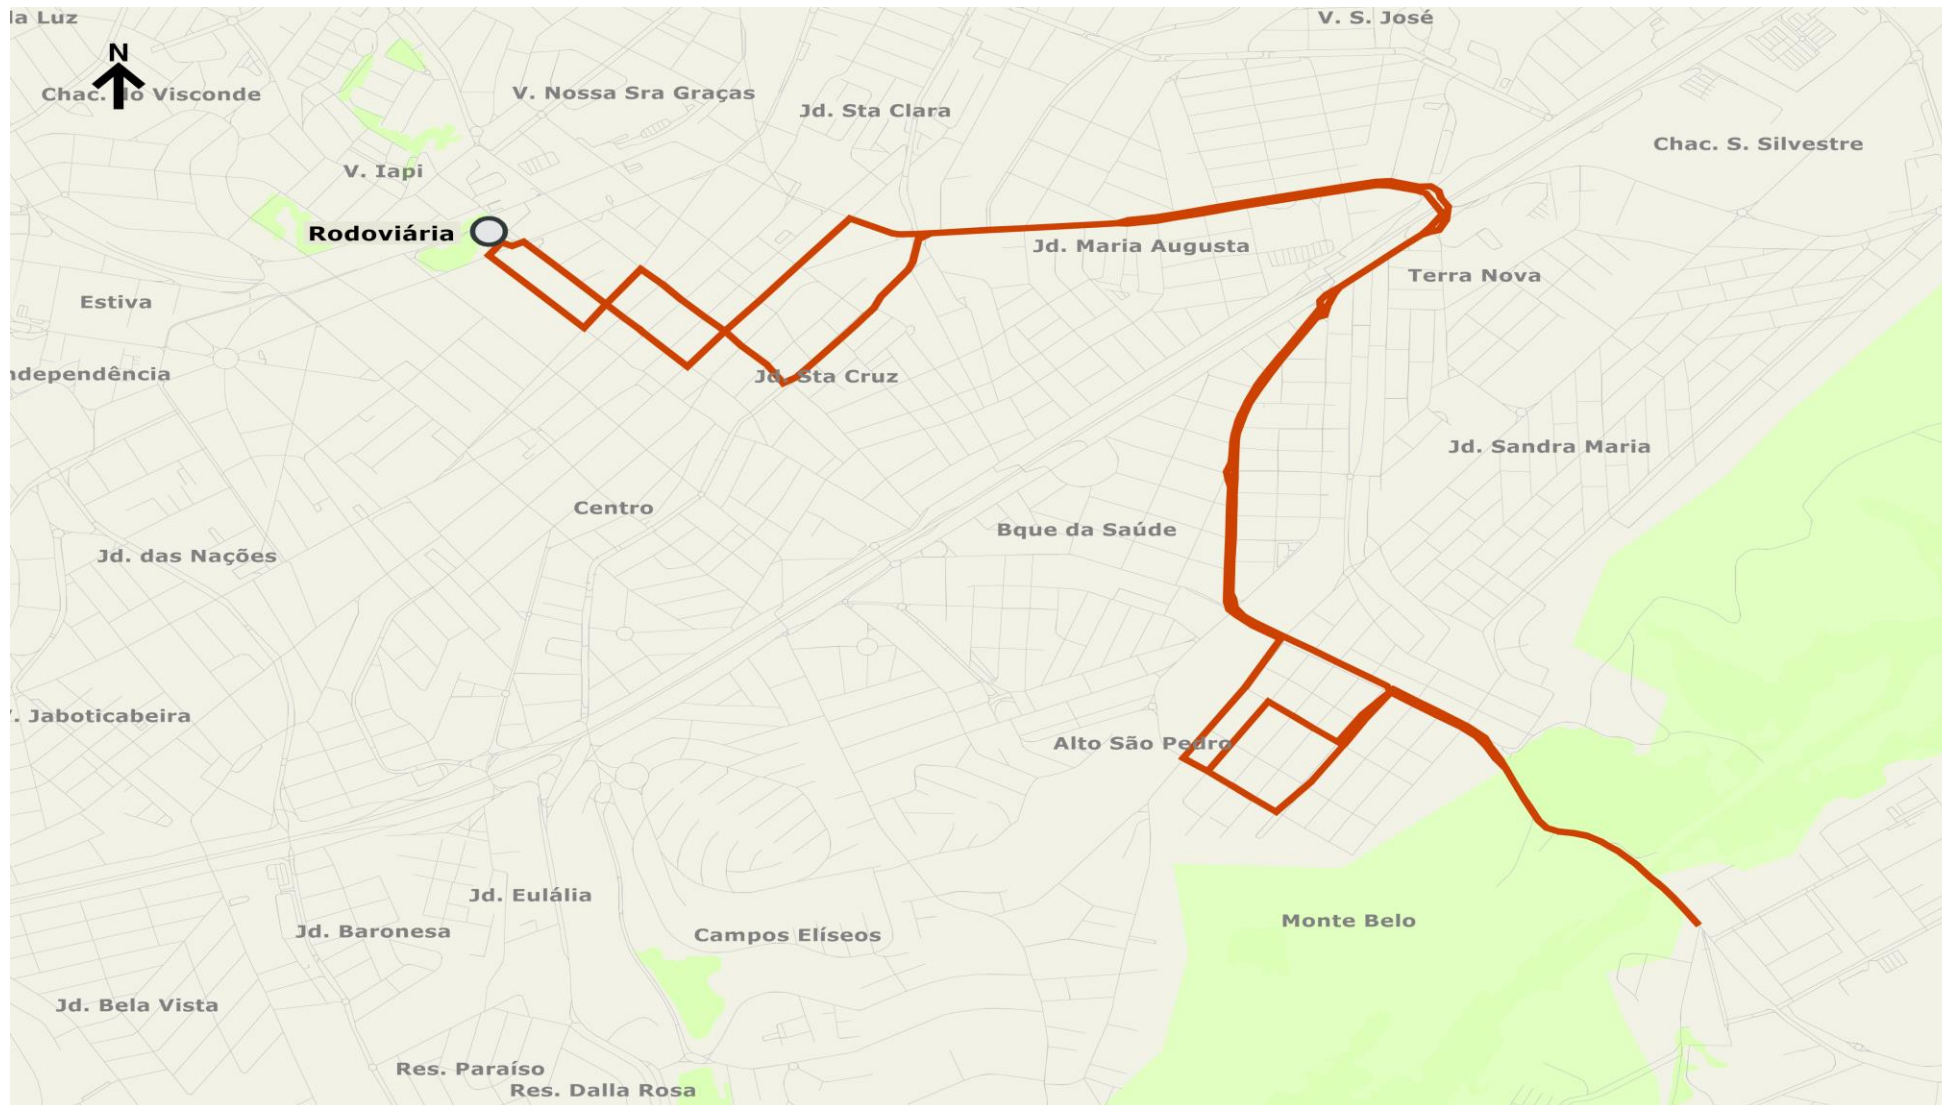 la Luz
V. S. José
N
Chac. do Visconde
V. Nossa Sra Graças
Jd. Sta Clara
Chac. S. Silvestre
V. Iapi
Rodoviária
Jd. Maria Augusta
Terra Nova
Estiva
ndependência
Jd. Sta Cruz
Jd. Sandra Maria
Centro
Bque da Saúde
Jd. das Nações
. Jaboticabeira
Alto São Pedro
Jd. Eulália
Monte Belo
Jd. Baronesa
Campos Elíseos
Jd. Bela Vista
Res. Paraíso
Res. Dalla Rosa